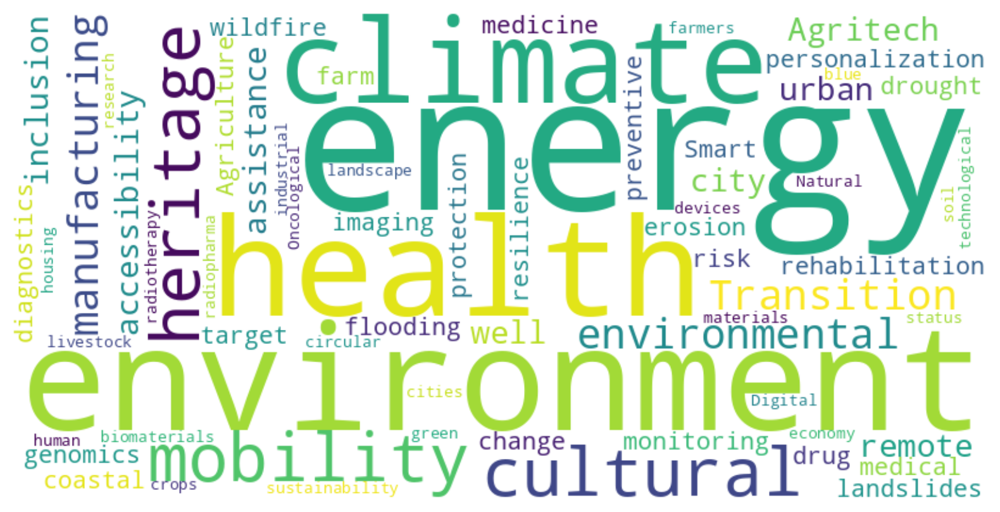 climate
energy
health
environment
heritage
manufacturing
inclusion
research
accessibility
diagnostics
housing
radiotherapy
radiopharma
Agriculture
assistance
industrial
Oncological
wildfire
farm
medicine
farmers
Agritech
personalization
blue
urban
drought
preventive
Smart
city
Natural
technological
soil
landscape
imaging
protection
resilience
devices
erosion
risk
rehabilitation
Transition
materials
status
livestock
target
circular
flooding
well
environmental
cities
Digital
human
biomaterials
green
genomics
mobility
coastal
crops
sustainability
change
cultural
monitoring
economy
drug
remote
medical
landslides